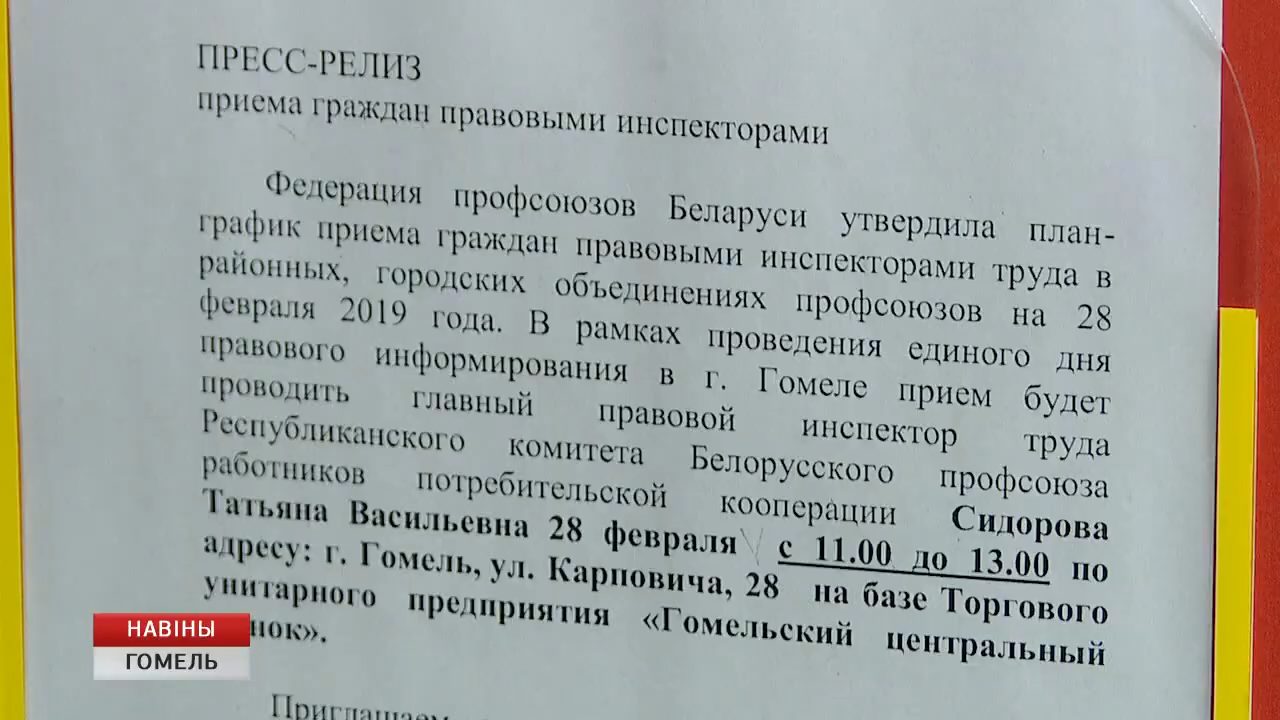 ПРЕСС-РЕЛИЗ
приема граждан правовыми инспекторами
Федерация профсоюзов Беларуси утвердила план-
график приема граждан правовыми инспекторами труда в
районных, городских объединениях профсоюзов на 28
февраля 2019 года. В рамках проведения единого дня
правового информирования в г. Гомеле прием будет
проводить главный правовой инспектор труда
Республиканского комитета Белорусского профсоюза
работников потребительской кооперации Сидорова
Татьяна Васильевна 28 февраля с 11.00 до 13.00 по
адресу: г. Гомель, ул. Карповича, 28 на базе Торгового
унитарного предприятия «Гомельский центральный
нок».
Приглашаем
НАВІНЫ
ГОМЕЛЬ